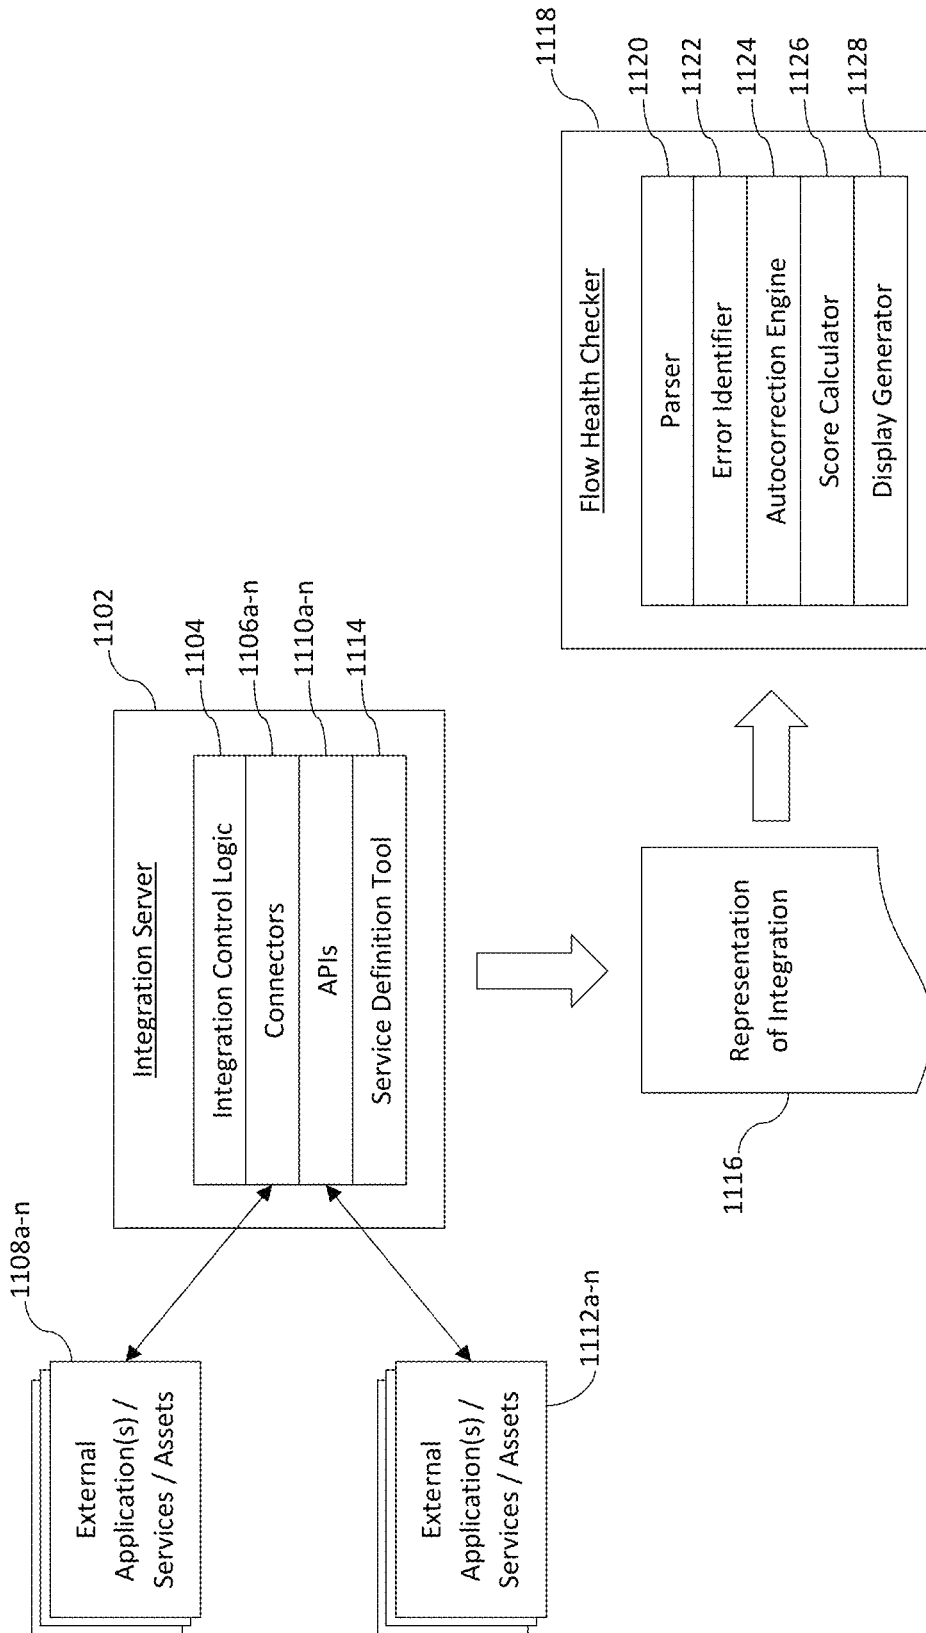 External
Application(s) /
Services / Assets
1108a-n
External
Application(s) /
Services / Assets
1112a-n
Integration Server
1102
Integration Control Logic
1104
Connectors
1106a-n
APIs
1110a-n
Service Definition Tool
1114
Representation
of Integration
1116
Flow Health Checker
1118
Parser
1120
Error Identifier
1122
Autocorrection Engine
1124
Score Calculator
1126
Display Generator
1128